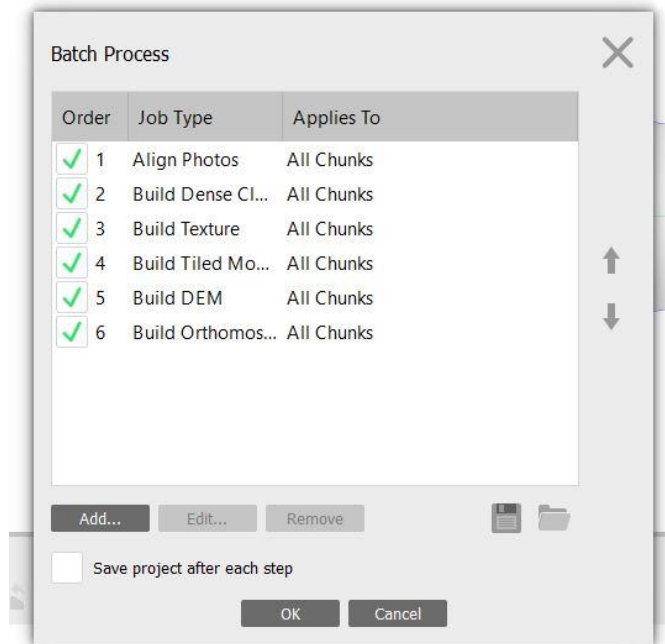 Batch Process
Order Job Type Applies To
1 Align Photos All Chunks
2 Build Dense Cl... All Chunks
3 Build Texture All Chunks
4 Build Tiled Mo... All Chunks
5 Build DEM All Chunks
6 Build Orthomos... All Chunks
Add... Edit... Remove
Save project after each step
OK Cancel